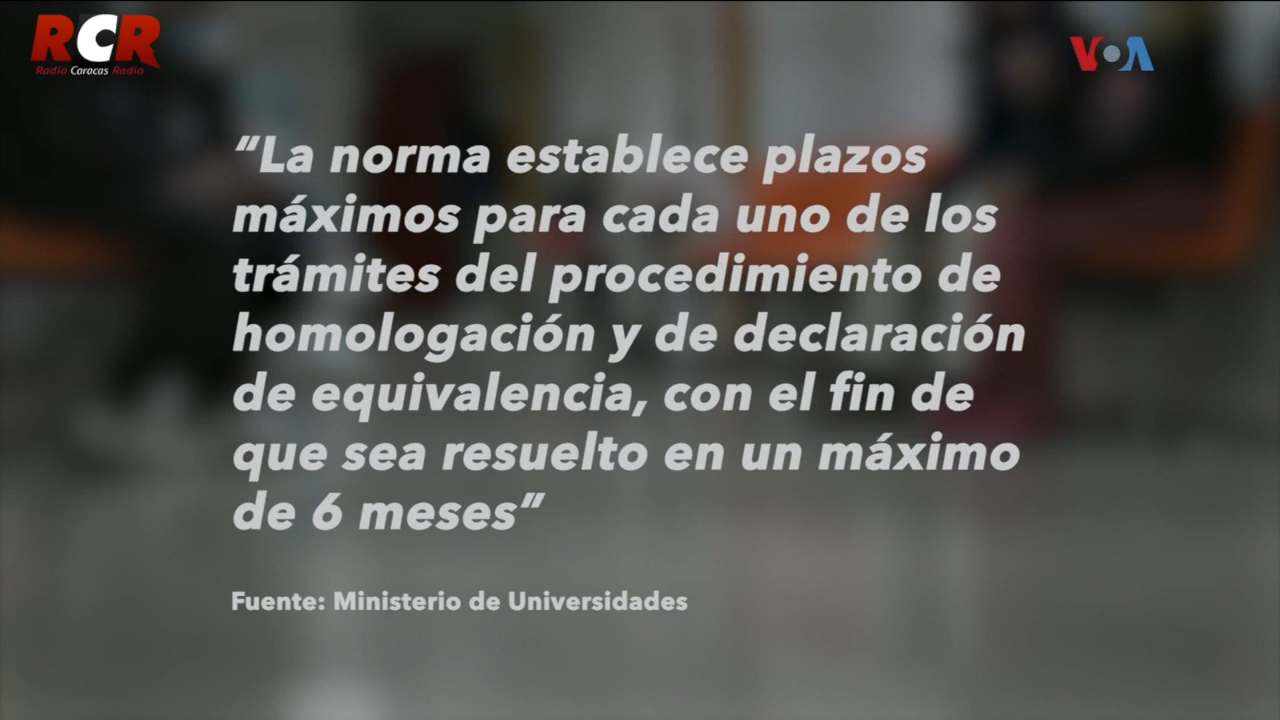 RCR
Radio Caracas Radio
VOA
“La norma establece plazos
máximos para cada uno de los
trámites del procedimiento de
homologación y de declaración
de equivalencia, con el fin de
que sea resuelto en un máximo
de 6 meses”
Fuente: Ministerio de Universidades